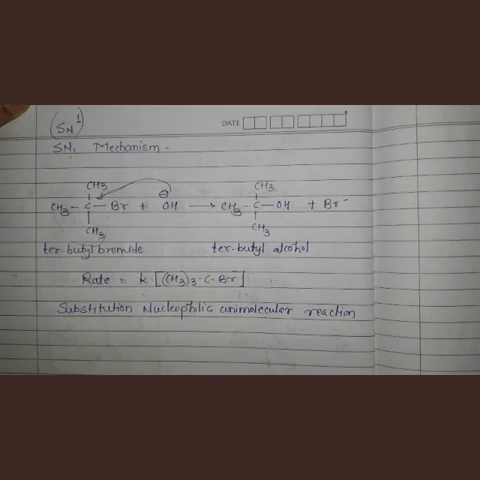 SN1
DATE
SN1 Mechanism -
CH3 CH3
CH3 - C - Br + ⊖OH → CH3 - C - OH + Br-
CH3 CH3
ter-butyl bromide ter-butyl alcohol
Rate = k [(CH3)3-C-Br]
Substitution Nucleophilic unimolecular reaction